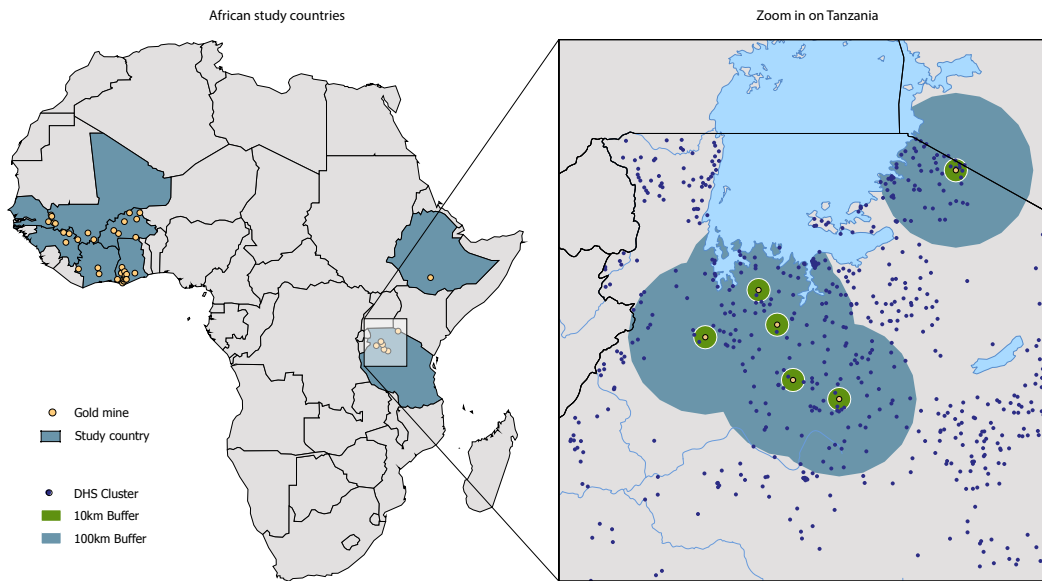 African study countries
Zoom in on Tanzania
Gold mine
Study country
DHS Cluster
10km Buffer
100km Buffer